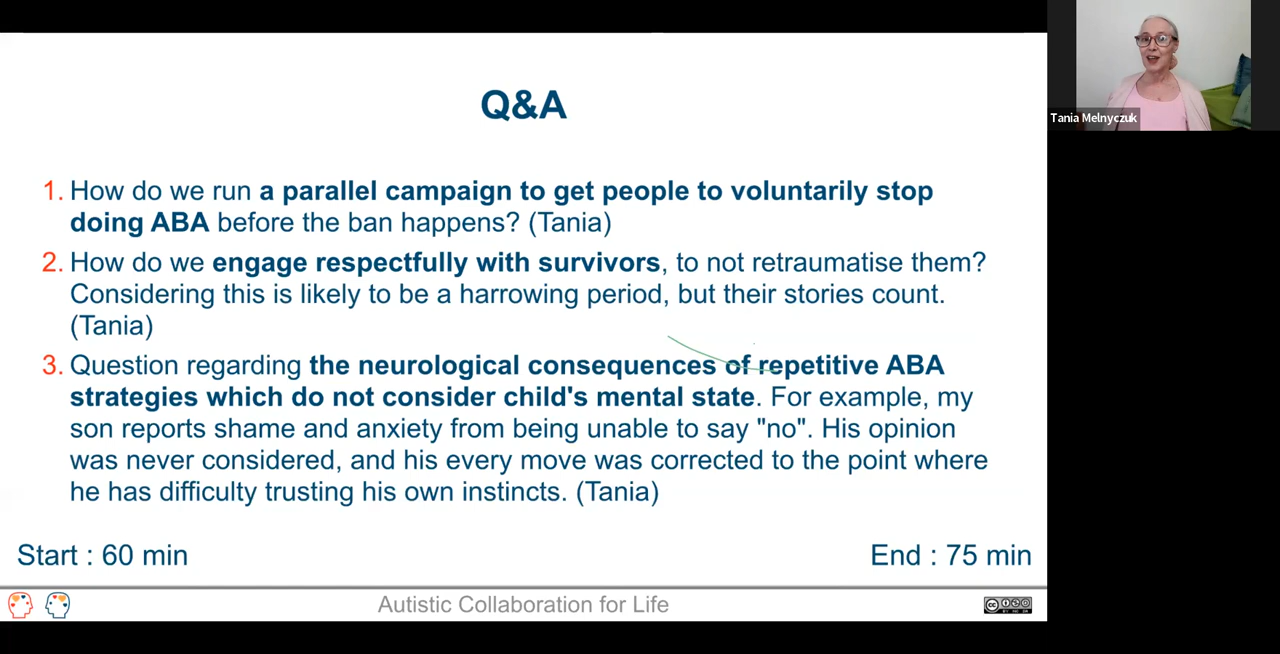 Q&A
Tania Melnyczuk
1. How do we run a parallel campaign to get people to voluntarily stop
doing ABA before the ban happens? (Tania)
2. How do we engage respectfully with survivors, to not retraumatise them?
Considering this is likely to be a harrowing period, but their stories count.
(Tania)
3. Question regarding the neurological consequences of repetitive ABA
strategies which do not consider child's mental state. For example, my
son reports shame and anxiety from being unable to say "no". His opinion
was never considered, and his every move was corrected to the point where
he has difficulty trusting his own instincts. (Tania)
Start : 60 min
End : 75 min
Autistic Collaboration for Life